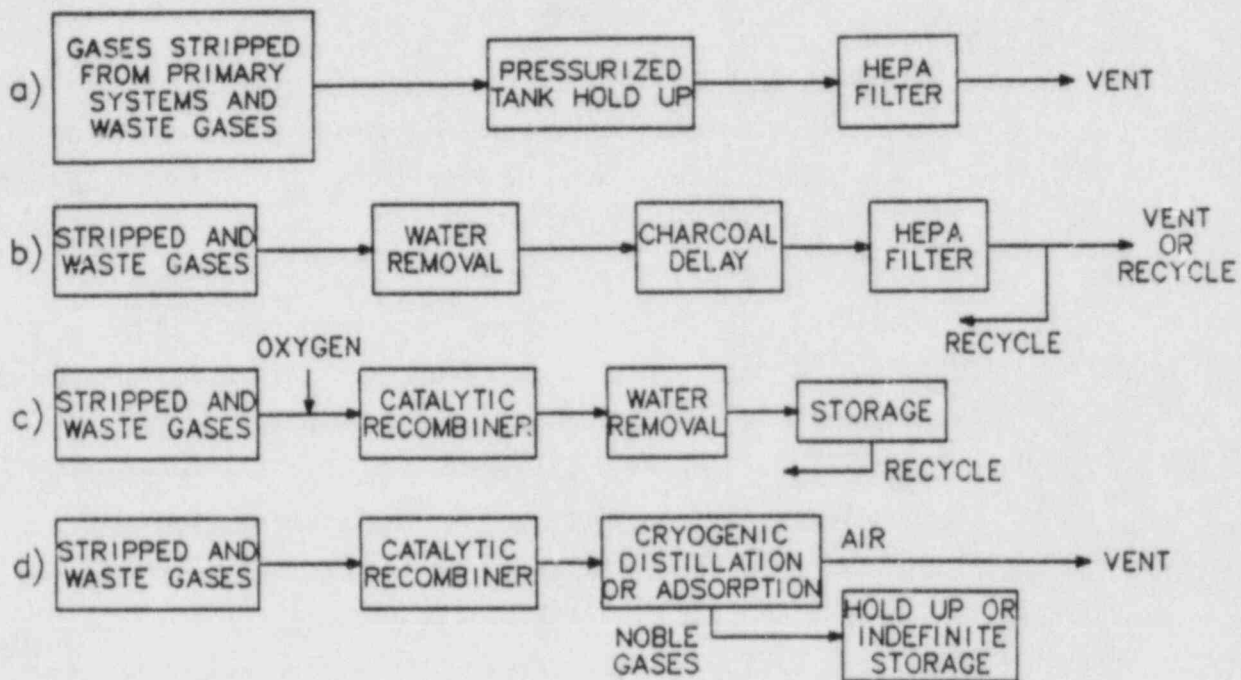 a)
GASES STRIPPED
FROM PRIMARY
SYSTEMS AND
WASTE GASES
PRESSURIZED
TANK HOLD UP
HEPA
FILTER
VENT
b)
STRIPPED AND
WASTE GASES
WATER
REMOVAL
CHARCOAL
DELAY
HEPA
FILTER
VENT
OR
RECYCLE
RECYCLE
c)
OXYGEN
STRIPPED AND
WASTE GASES
CATALYTIC
RECOMBINER.
WATER
REMOVAL
STORAGE
RECYCLE
d)
STRIPPED AND
WASTE GASES
CATALYTIC
RECOMBINER
CRYOGENIC
DISTILLATION
OR ADSORPTION
AIR
VENT
NOBLE
GASES
HOLD UP OR
INDEFINITE
STORAGE